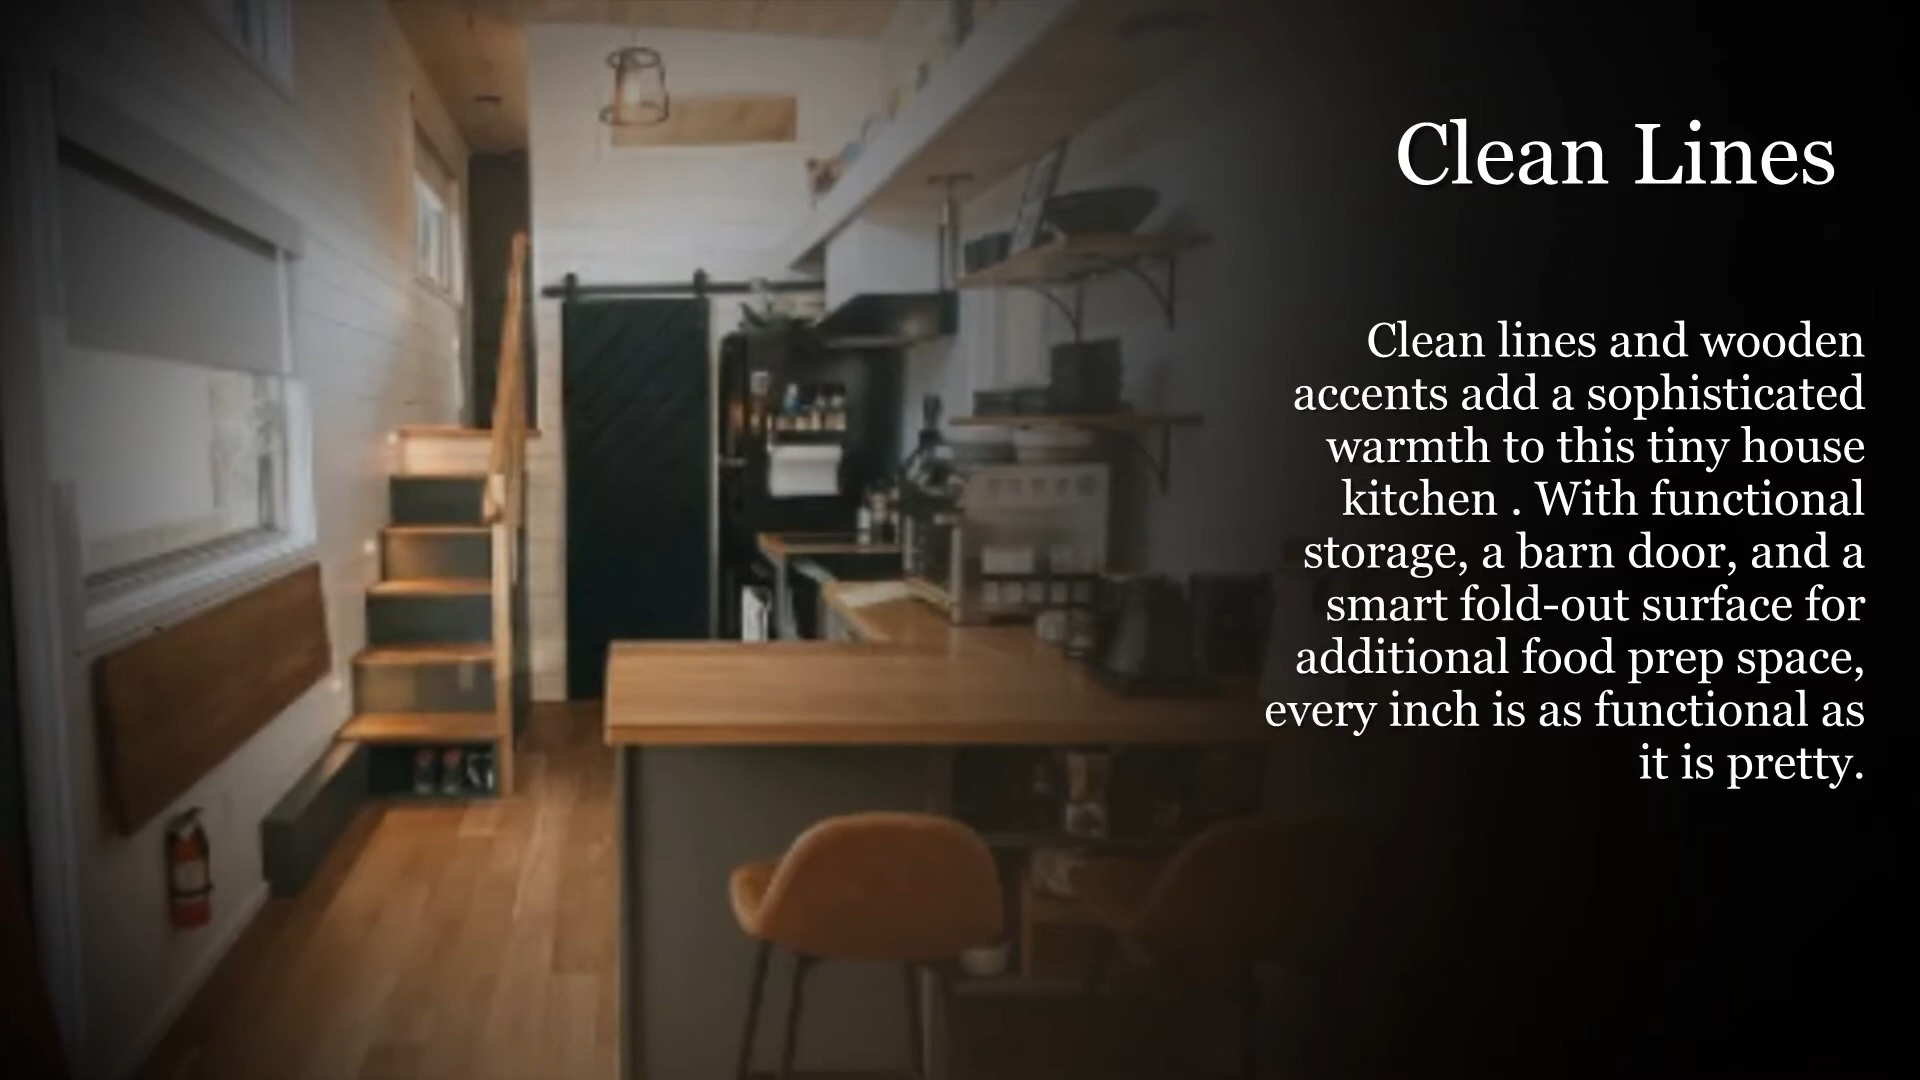 Clean Lines
Clean lines and wooden
accents add a sophisticated
warmth to this tiny house
kitchen . With functional
storage, a barn door, and a
smart fold-out surface for
additional food prep space,
every inch is as functional as
it is pretty.